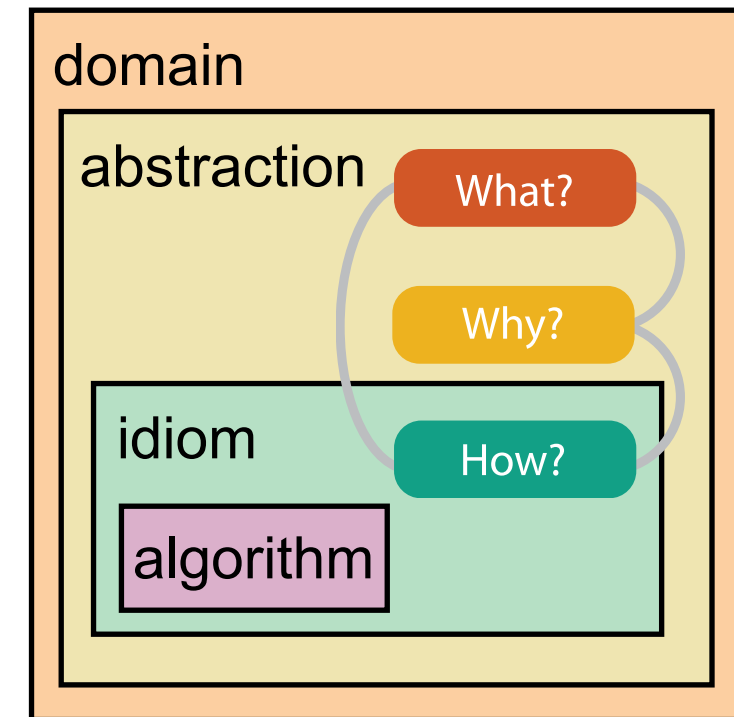 domain
abstraction
What?
Why?
idiom
How?
algorithm